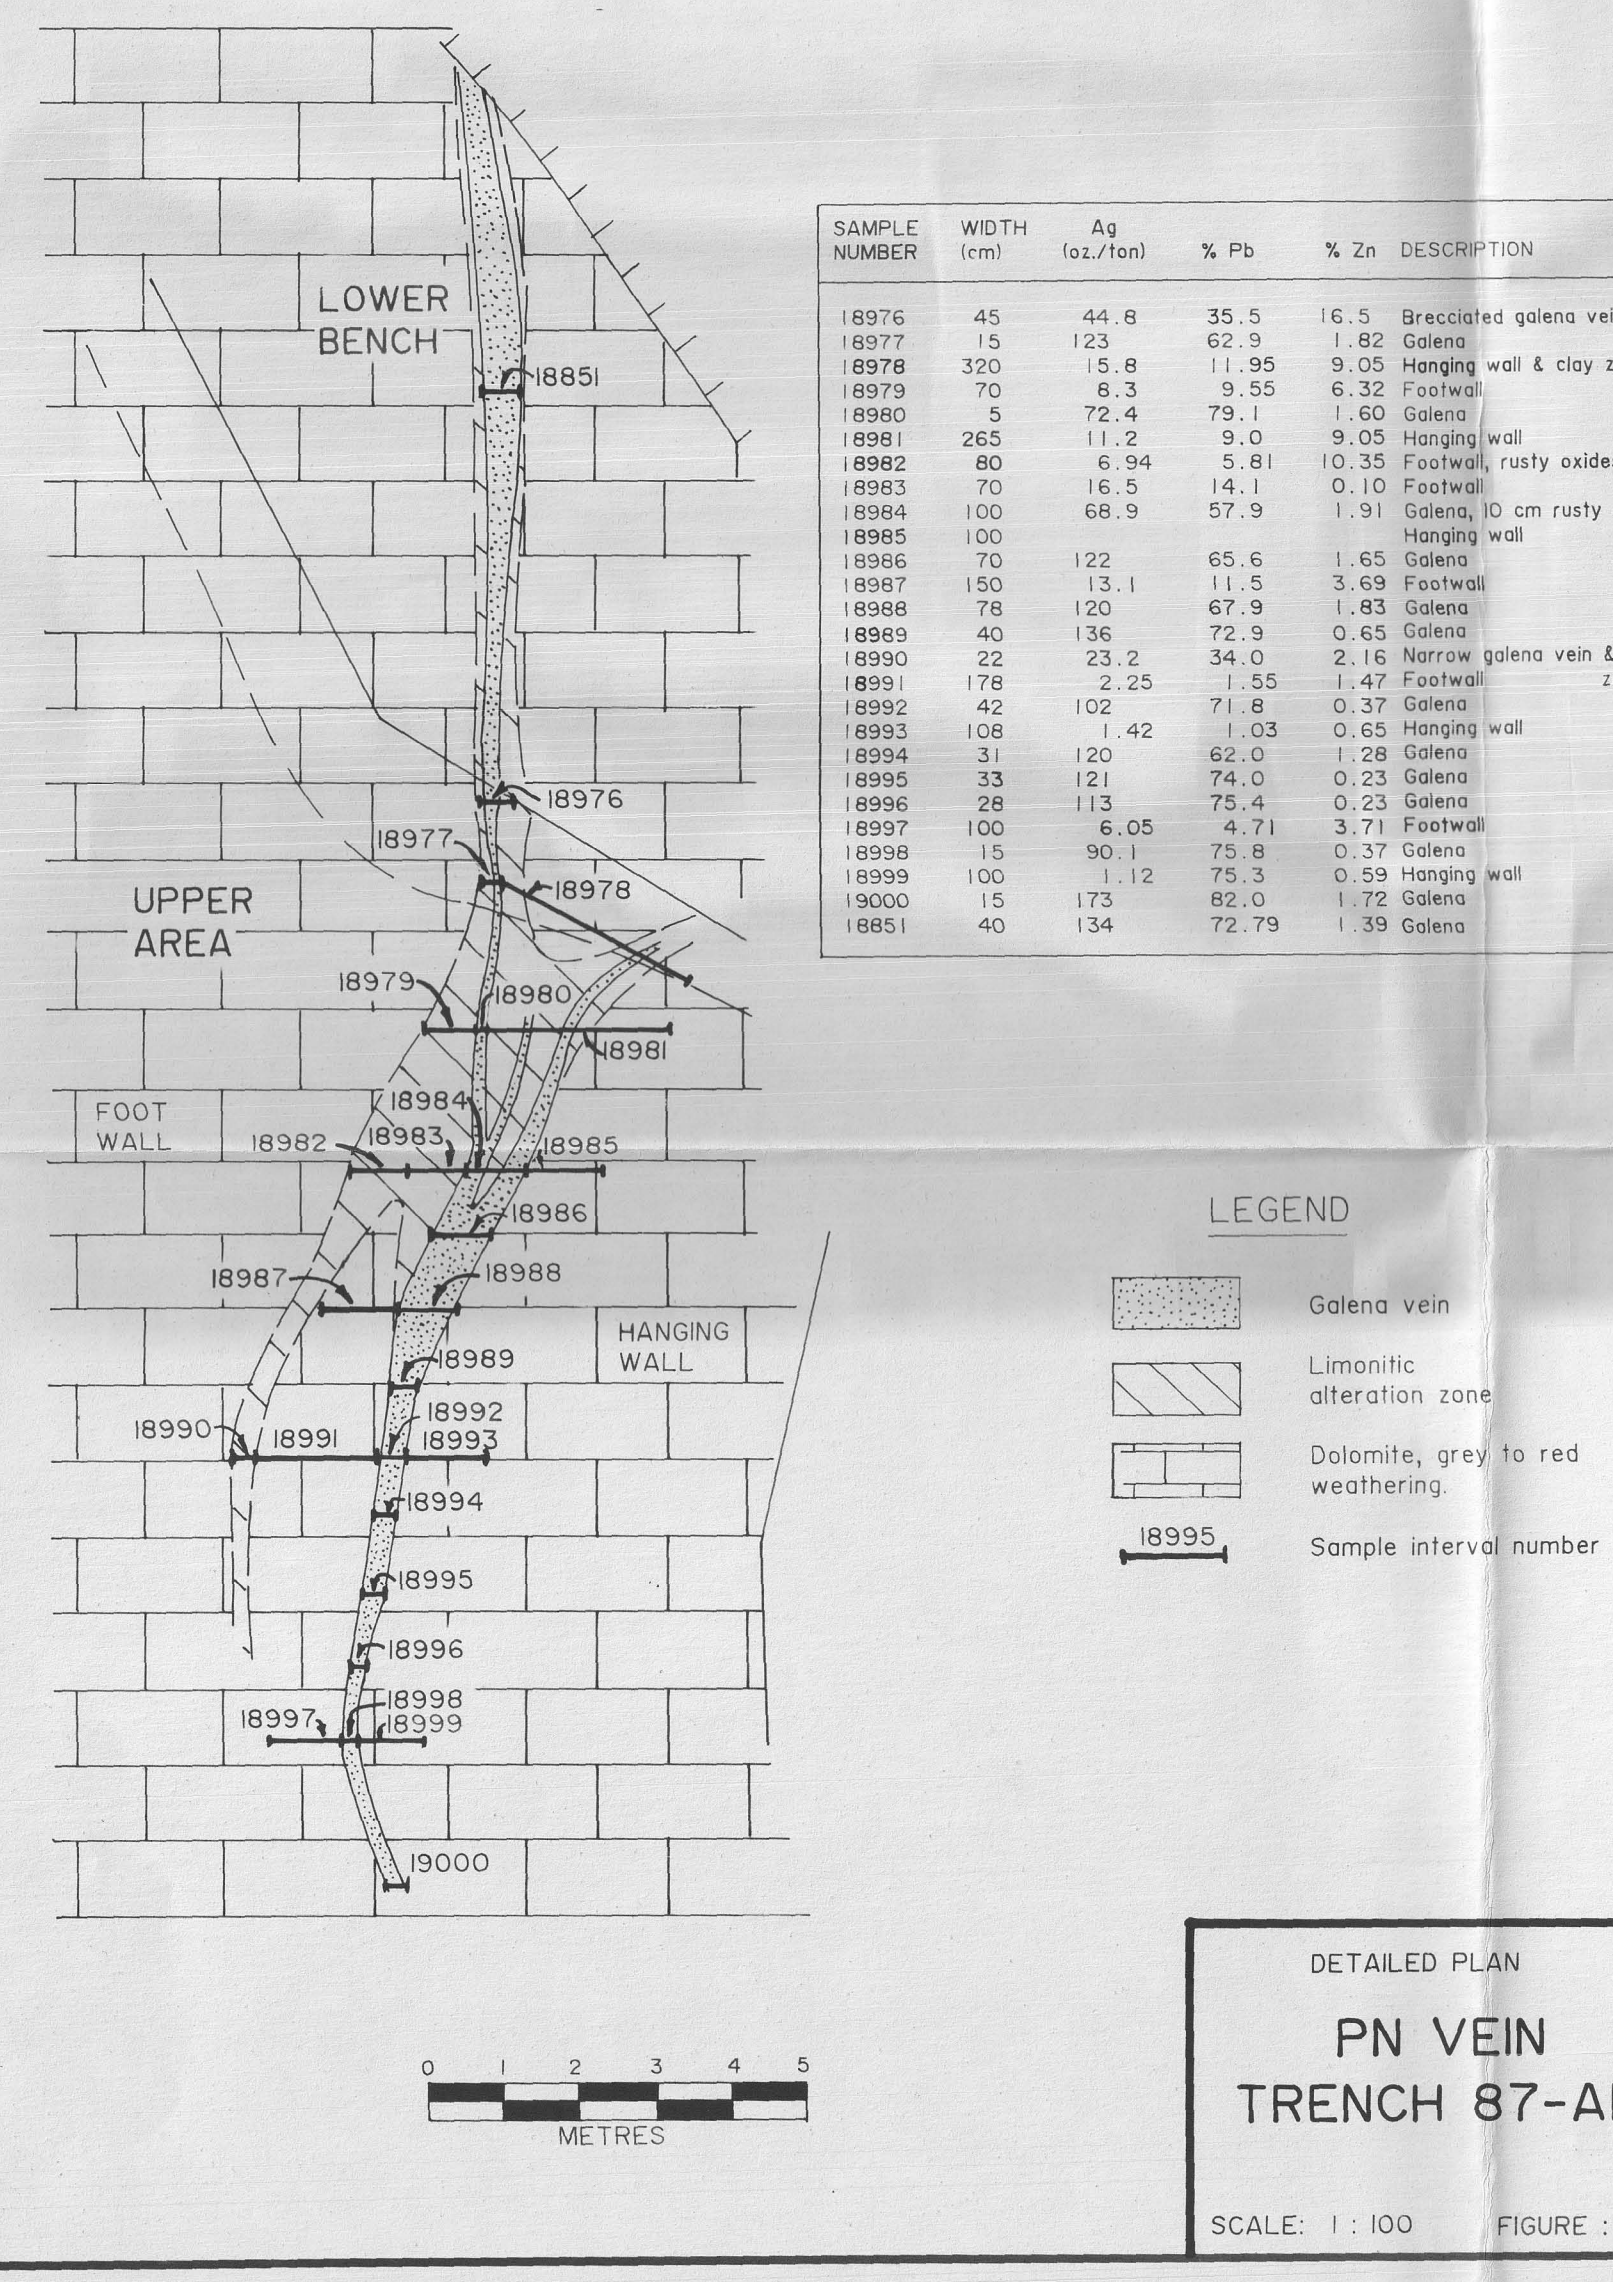 LOWER
BENCH
18851
18976
18977
18978
UPPER
AREA
18979
18980
18981
FOOT
WALL
18984
18982
18983
18985
18986
18987
18988
HANGING
WALL
18989
18990
18991
18992
18993
18994
18995
18996
18997
18998
18999
19000
0 1 2 3 4 5
METRES
SAMPLE NUMBER WIDTH (cm) Ag (oz./ton) % Pb % Zn DESCRIPTION
18976 45 44.8 35.5 16.5 Brecciated galena vei
18977 15 123 62.9 1.82 Galena
18978 320 15.8 11.95 9.05 Hanging wall & clay z
18979 70 8.3 9.55 6.32 Footwall
18980 5 72.4 79.1 1.60 Galena
18981 265 11.2 9.0 9.05 Hanging wall
18982 80 6.94 5.81 10.35 Footwall, rusty oxide
18983 70 16.5 14.1 0.10 Footwall
18984 100 68.9 57.9 1.91 Galena, 10 cm rusty
18985 100 Hanging wall
18986 70 122 65.6 1.65 Galena
18987 150 13.1 11.5 3.69 Footwall
18988 78 120 67.9 1.83 Galena
18989 40 136 72.9 0.65 Galena
18990 22 23.2 34.0 2.16 Narrow galena vein &
18991 178 2.25 1.55 1.47 Footwall z
18992 42 102 71.8 0.37 Galena
18993 108 1.42 1.03 0.65 Hanging wall
18994 31 120 62.0 1.28 Galena
18995 33 121 74.0 0.23 Galena
18996 28 113 75.4 0.23 Galena
18997 100 6.05 4.71 3.71 Footwall
18998 15 90.1 75.8 0.37 Galena
18999 100 1.12 75.3 0.59 Hanging wall
19000 15 173 82.0 1.72 Galena
18851 40 134 72.79 1.39 Galena
LEGEND
Galena vein
Limonitic
alteration zone
Dolomite, grey to red
weathering.
18995
Sample interval number
DETAILED PLAN
PN VEIN
TRENCH 87-A
SCALE: 1 : 100 FIGURE :